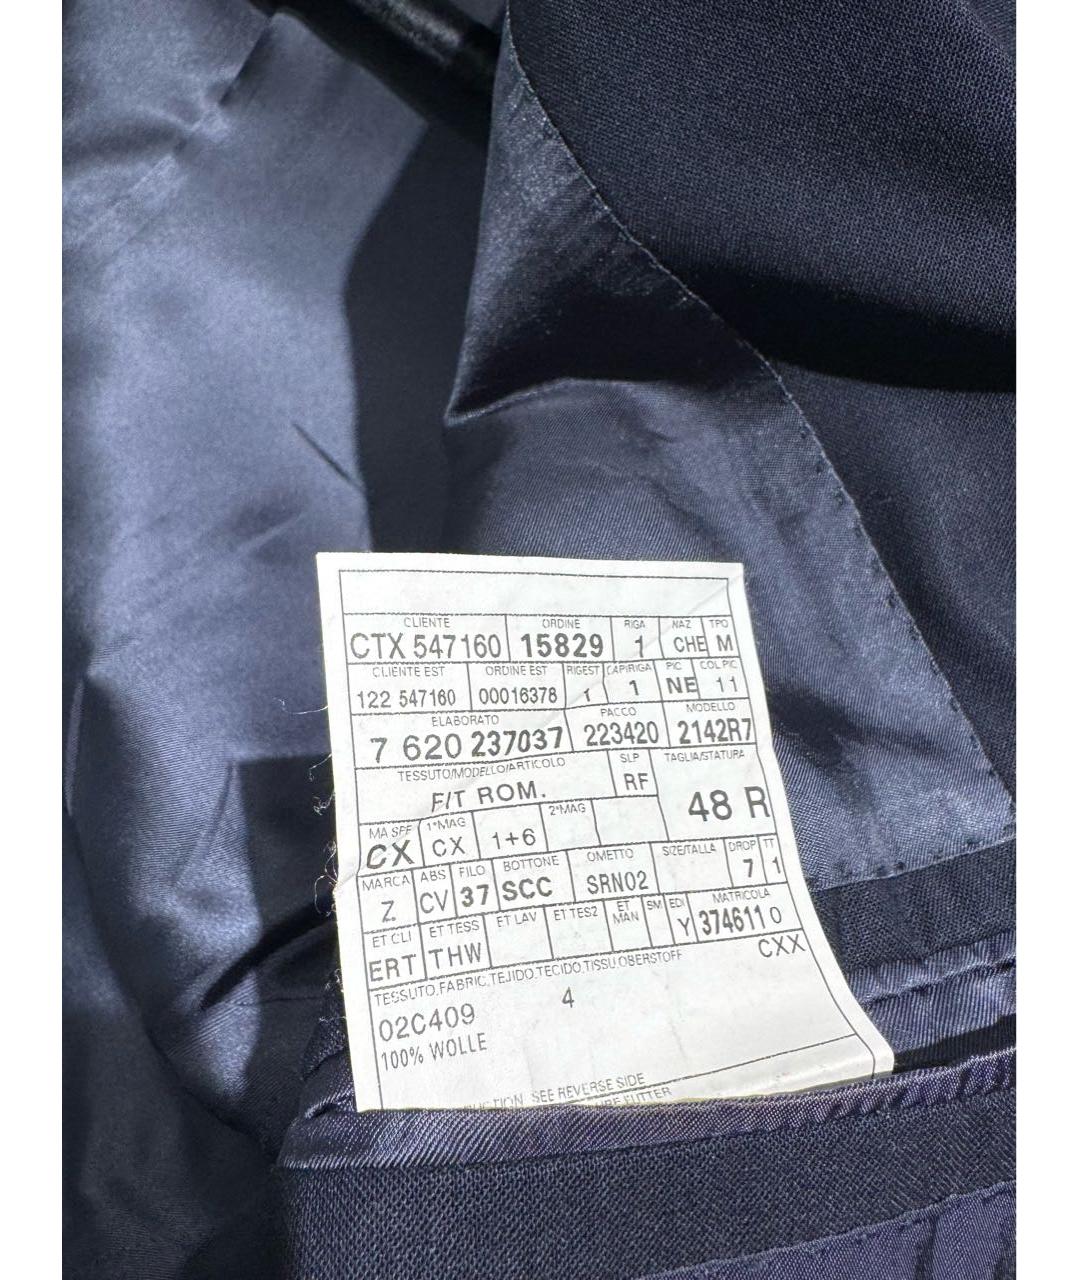 CLIENTE ORDINE RIGA NAZ TPO
CTX 547160 15829 1 CHE M
CLIENTE EST ORDINE EST RIGEST CAPIRIGA PIC COL PIC
122 547160 00016378 1 1 NE 11
ELABORATO PACCO MODELLO
7 620 237037 223420 2142R7
TESSUTO/MODELLO/ARTICOLO SLP TAGLIA/STATURA
FIT ROM. RF 48 R
MA SFF 1°MAG 2°MAG
CX CX 1+6
MARCA ABS FILO BOTTONE OMETTO SIZE/TALLA DROP TT
Z CV 37 SCC SRN02 7 1
ET CLI ET TESS ET LAV ET TES2 ET MAN SM EDI MATRICOLA
ERT THW Y 374611 0
TESSUTO,FABRIC,TEJIDO,TECIDO,TISSU,OBERSTOFF CXX
02C409 4
100% WOLLE
SEE REVERSE SIDE